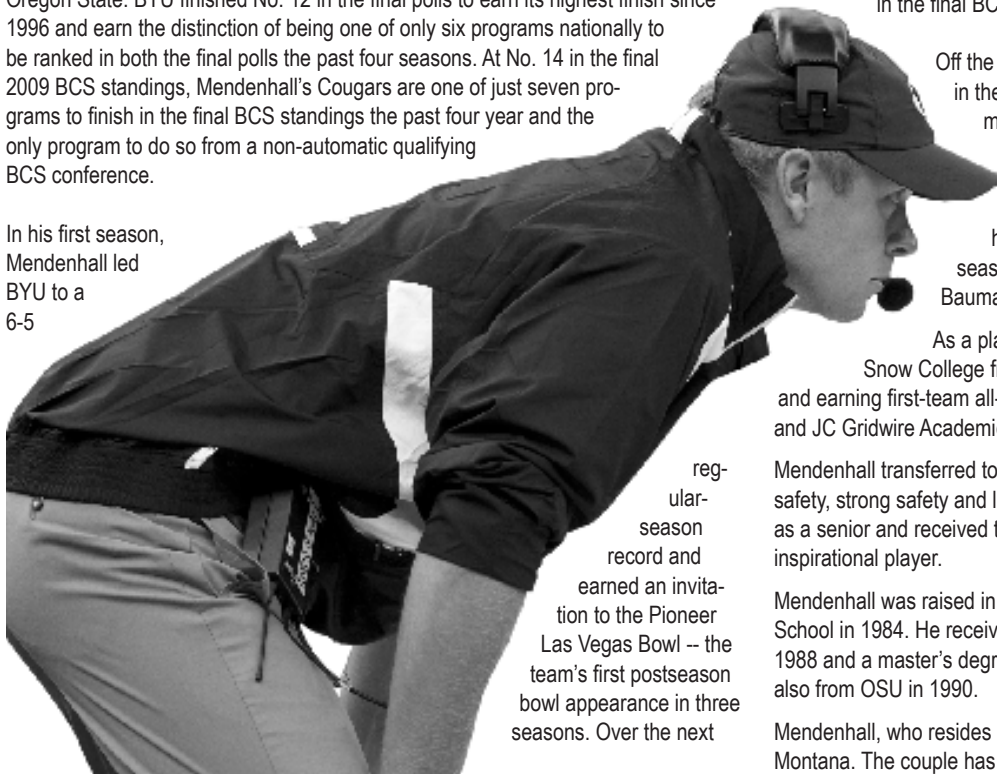 Oregon State. BYU finished No. 12 in the final polls to earn its highest finish since
1996 and earn the distinction of being one of only six programs nationally to
be ranked in both the final polls the past four seasons. At No. 14 in the final
2009 BCS standings, Mendenhall's Cougars are one of just seven pro-
grams to finish in the final BCS standings the past four year and the
only program to do so from a non-automatic qualifying
BCS conference.
In his first season,
Mendenhall led
BYU to a
6-5
reg-
ular-
season
record and
earned an invita-
tion to the Pioneer
Las Vegas Bowl -- the
team's first postseason
bowl appearance in three
seasons. Over the next
in the final BC
Off the
in the
m
h
seas
Bauma
As a pla
Snow College fi
and earning first-team all-
and JC Gridwire Academi
Mendenhall transferred to
safety, strong safety and l
as a senior and received t
inspirational player.
Mendenhall was raised in
School in 1984. He receiv
1988 and a master's degr
also from OSU in 1990.
Mendenhall, who resides
Montana. The couple has